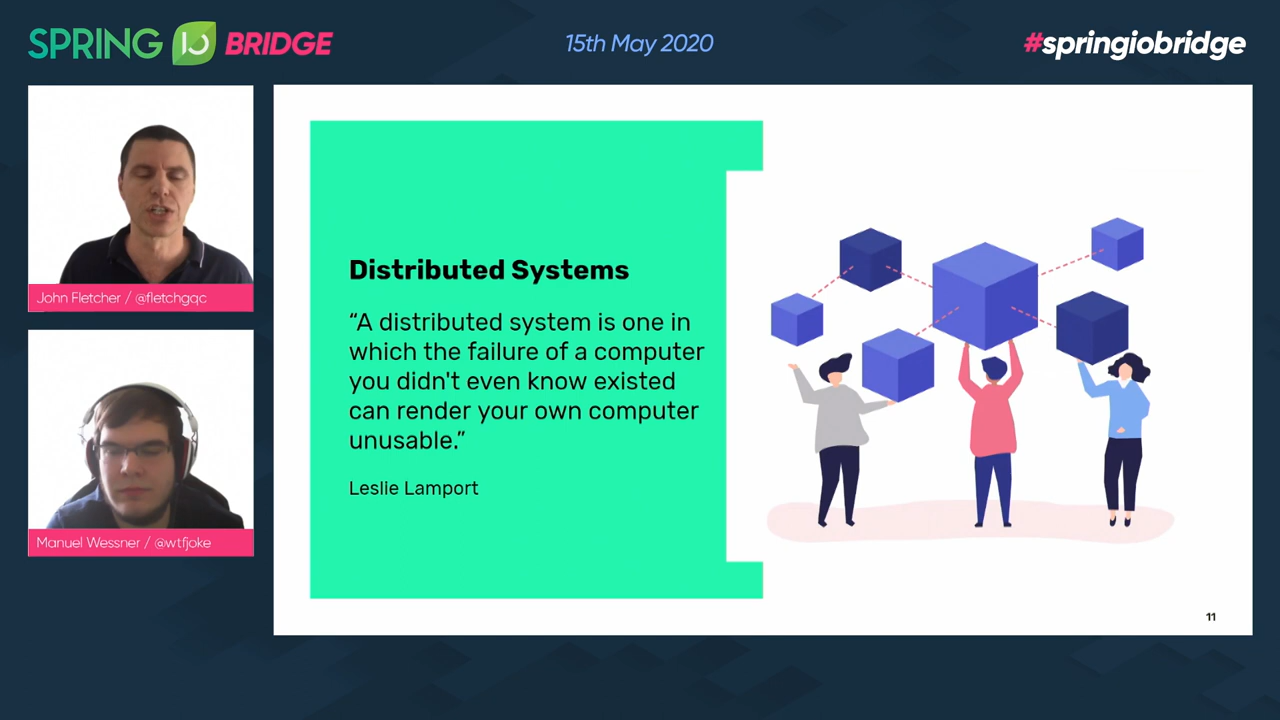 SPRING IO BRIDGE
15th May 2020
#springiobridge
John Fletcher / @fletchgqc
Manuel Wessner / @wtfjoke
Distributed Systems
“A distributed system is one in
which the failure of a computer
you didn't even know existed
can render your own computer
unusable.”
Leslie Lamport
11